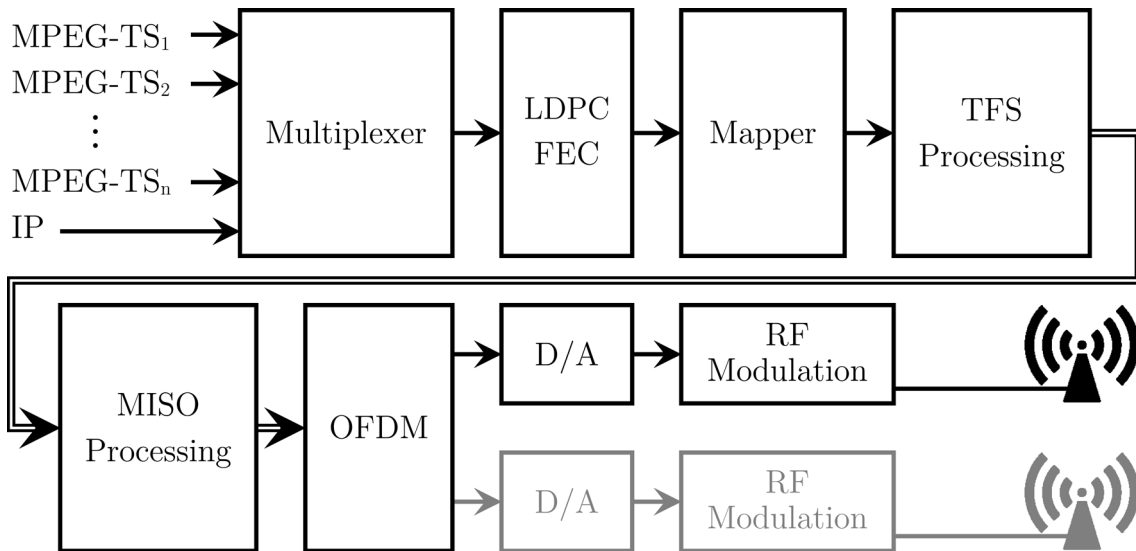 MPEG-TS₁
MPEG-TS₂
⋮
MPEG-TSₙ
IP
Multiplexer
LDPC
FEC
Mapper
TFS
Processing
MISO
Processing
OFDM
D/A
RF
Modulation
D/A
RF
Modulation